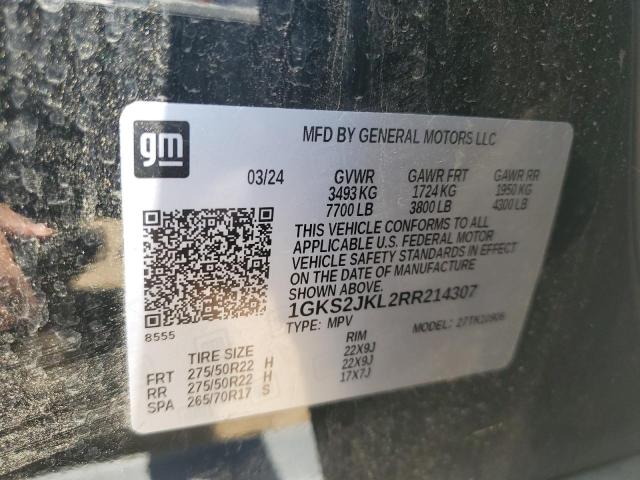 gm
MFD BY GENERAL MOTORS LLC
03/24 GVWR GAWR FRT GAWR RR
3493 KG 1724 KG 1950 KG
7700 LB 3800 LB 4300 LB
THIS VEHICLE CONFORMS TO ALL
APPLICABLE U.S. FEDERAL MOTOR
VEHICLE SAFETY STANDARDS IN EFFECT
ON THE DATE OF MANUFACTURE
SHOWN ABOVE.
1GKS2JKL2RR214307
8555 TYPE: MPV MODEL: 27TK10906
TIRE SIZE RIM
FRT 275/50R22 H 22X9J
RR 275/50R22 H 22X9J
SPA 265/70R17 S 17X7J